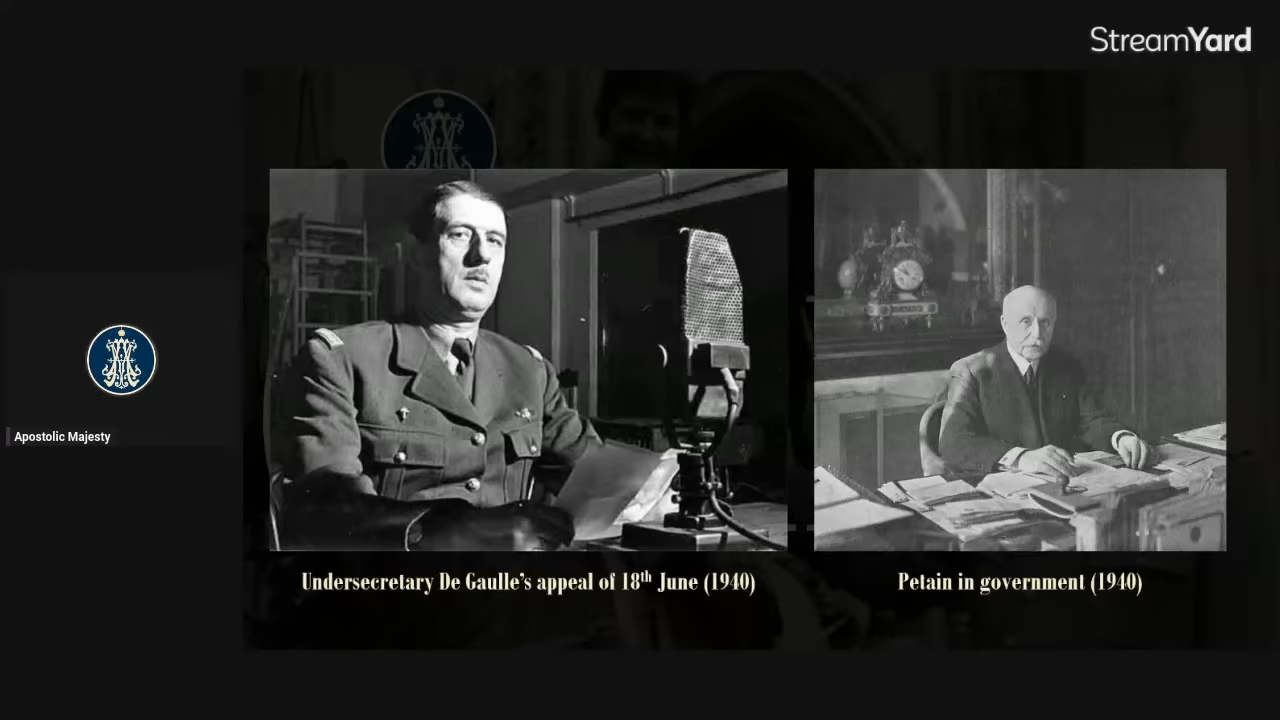 StreamYard
Apostolic Majesty
Undersecretary De Gaulle's appeal of 18th June (1940)
Petain in government (1940)